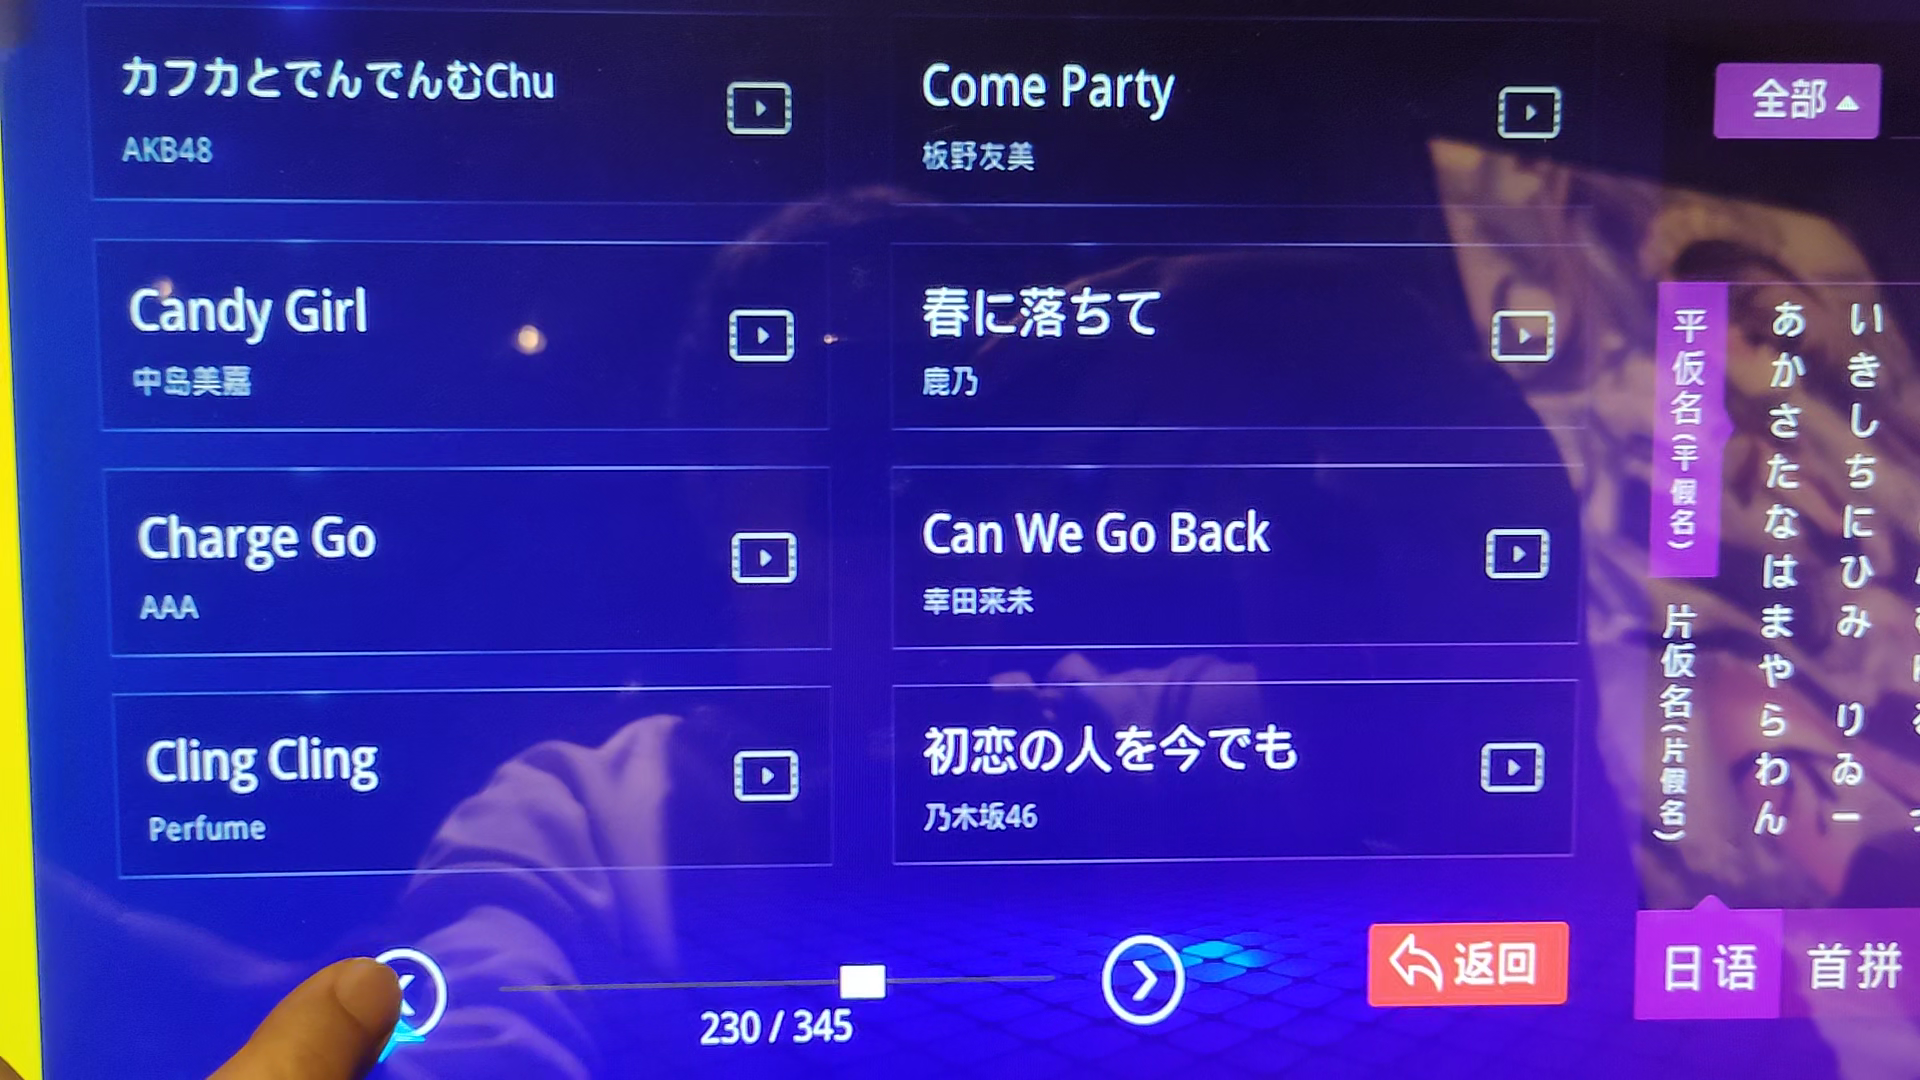 カフカとでんでんむChu
AKB48
Come Party
板野友美
Candy Girl
中岛美嘉
春に落ちて
鹿乃
Charge Go
AAA
Can We Go Back
幸田来未
Cling Cling
Perfume
初恋の人を今でも
乃木坂46
230 / 345
返回
全部
平仮名(平假名)
片仮名(片假名)
あ い
か き
さ し
た ち
な に
は ひ
ま み
や
ら り
わ ゐ
ん ー
日语
首拼